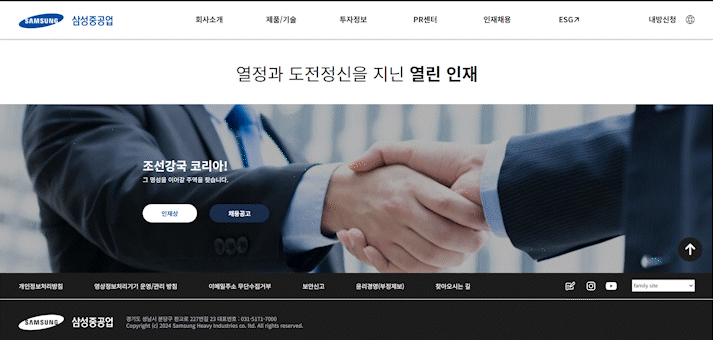 SAMSUNG 삼성중공업
회사소개 제품/기술 투자정보 PR센터 인재채용 ESG 내방신청
열정과 도전정신을 지닌 열린 인재
조선강국 코리아!
그 명성을 이어갈 주역을 찾습니다.
인재상 채용공고
개인정보처리방침 영상정보처리기기 운영/관리 방침 이메일주소 무단수집거부 보안신고 윤리경영(부정제보) 찾아오시는 길 family site
SAMSUNG 삼성중공업
경기도 성남시 분당구 판교로 227번길 23 대표번호 : 031-5171-7000
Copyright (c) 2024 Samsung Heavy Industries co. ltd. All rights reserved.